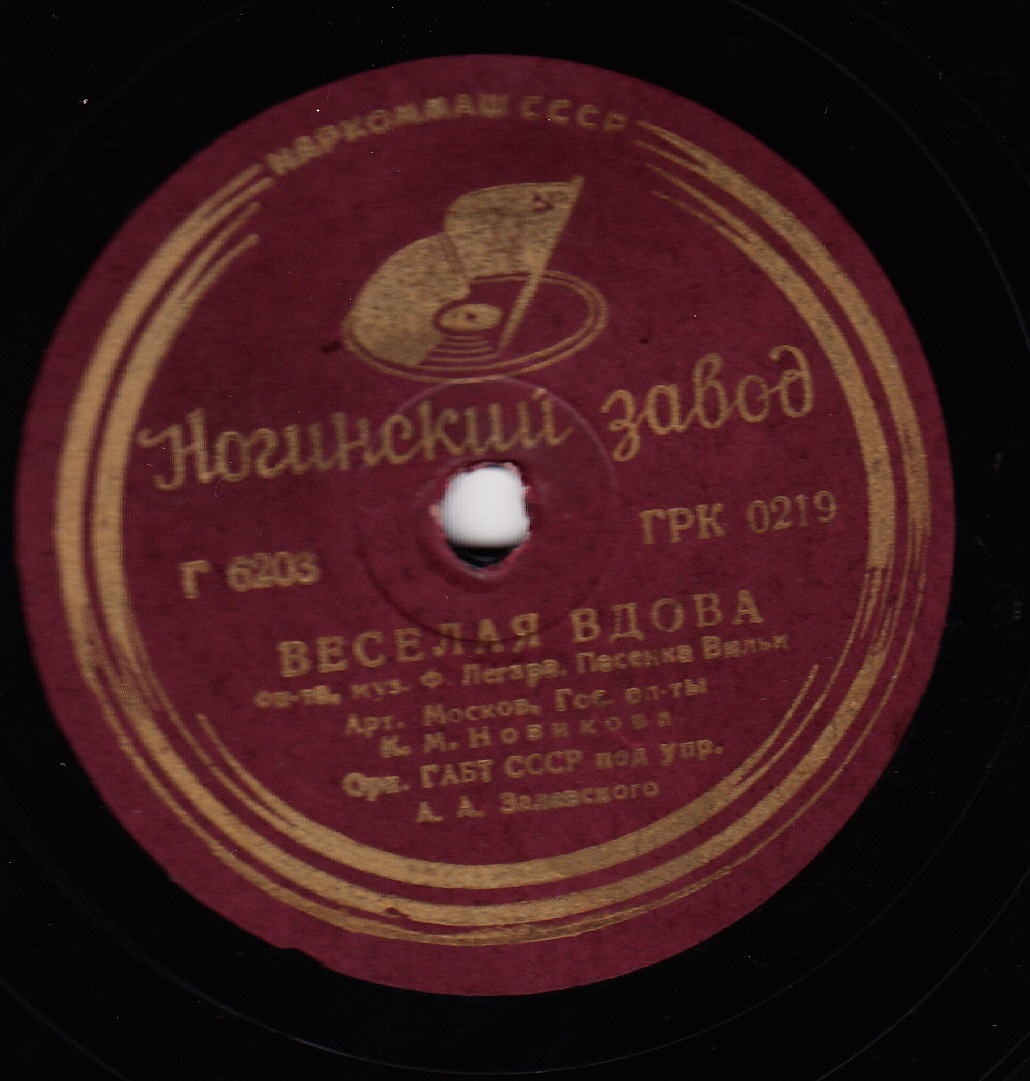 НАРКОММАШ СССР
Ногинский завод
Г 6203
ГРК 0219
ВЕСЕЛАЯ ВДОВА
оп-та, муз. Ф. Легара. Песенка Вильи
Арт. Москов. Гос. оп-ты
К. М. Новикова
Орк. ГАБТ СССР под упр.
А. А. Залевского